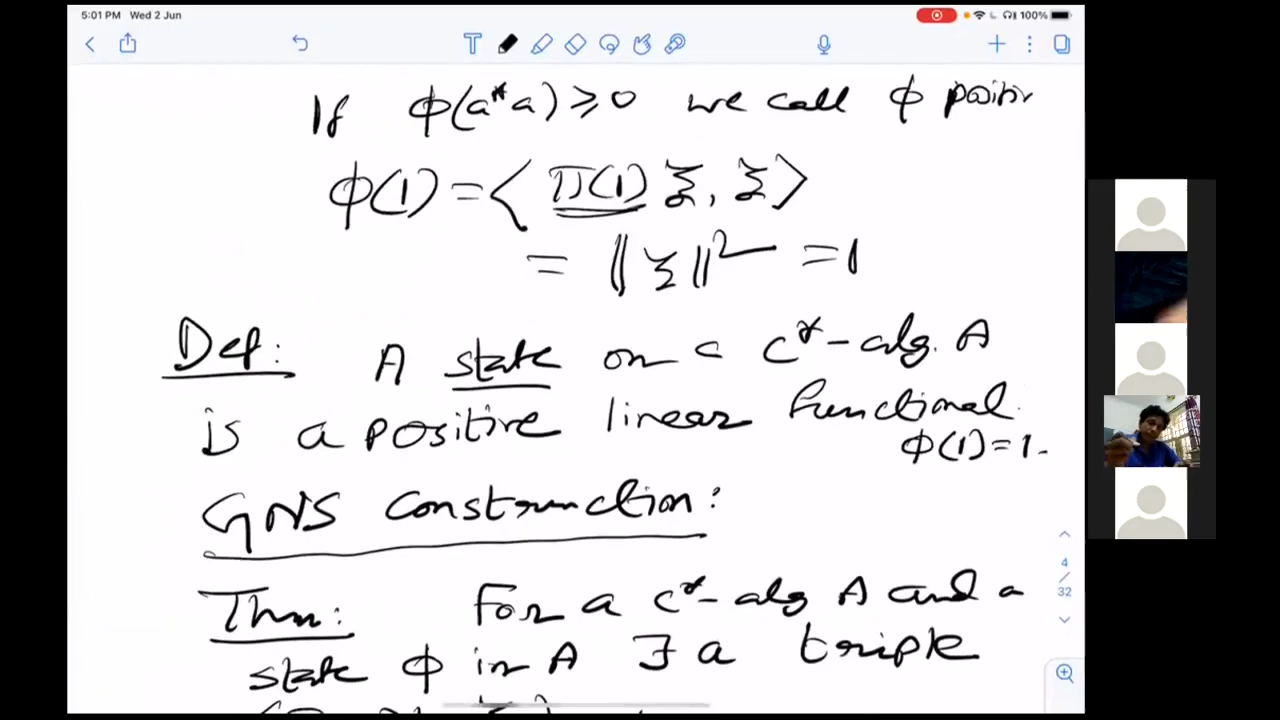 5:01 PM Wed 2 Jun
100%
If ϕ(a*a) ≥ 0 we call ϕ positiv
ϕ(1) = < π(1) ξ, ξ >
= ‖ξ‖² = 1
Def: A state on a C*-alg. A
is a positive linear functional.
ϕ(1) = 1.
GNS Construction:
Thm: For a C*-alg A and a
state ϕ in A ∃ a triple
4
/
32